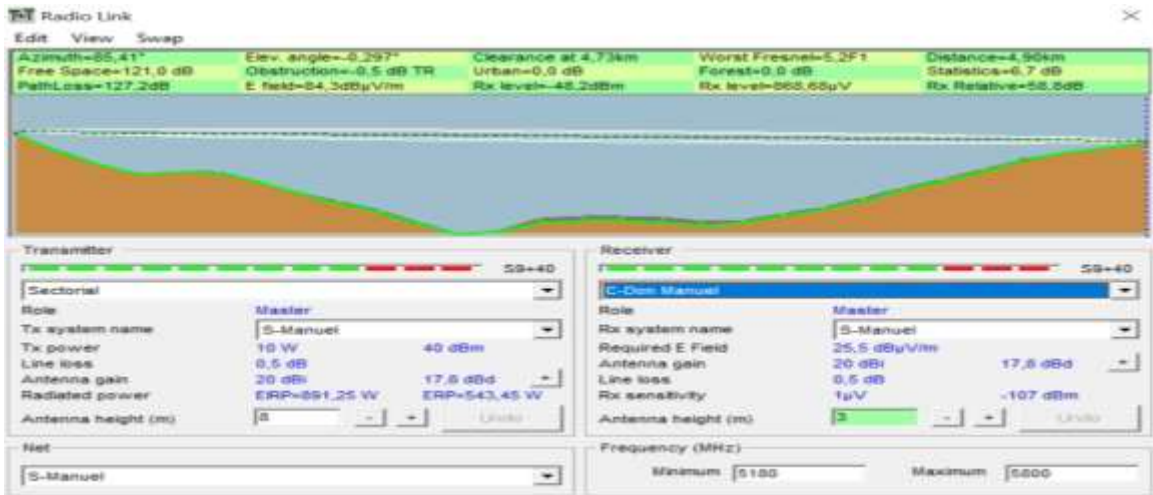 Radio Link
Edit View Swap
Azimuth=85,41° Elev. angle=-0,297° Clearance at 4,73km Worst Fresnel=5,2F1 Distance=4,90km
Free Space=121,0 dB Obstruction=-0,5 dB TR Urban=0,0 dB Forest=0,0 dB Statistics=6,7 dB
PathLoss=127,2dB E field=84,3dBµV/m Rx level=-48,2dBm Rx level=868,68µV Rx Relative=58,8dB
Transmitter
S9+40
Sectorial
Role Master
Tx system name S-Manuel
Tx power 10 W 40 dBm
Line loss 0,5 dB
Antenna gain 20 dBi 17,8 dBd +
Radiated power EIRP=891,25 W ERP=543,45 W
Antenna height (m) 8 - + Undo
Net
S-Manuel
Receiver
S9+40
C-Don Manuel
Role Master
Rx system name S-Manuel
Required E Field 25,5 dBµV/m
Antenna gain 20 dBi 17,8 dBd +
Line loss 0,5 dB
Rx sensitivity 1µV -107 dBm
Antenna height (m) 3 - + Undo
Frequency (MHz)
Minimum 5180 Maximum 5800